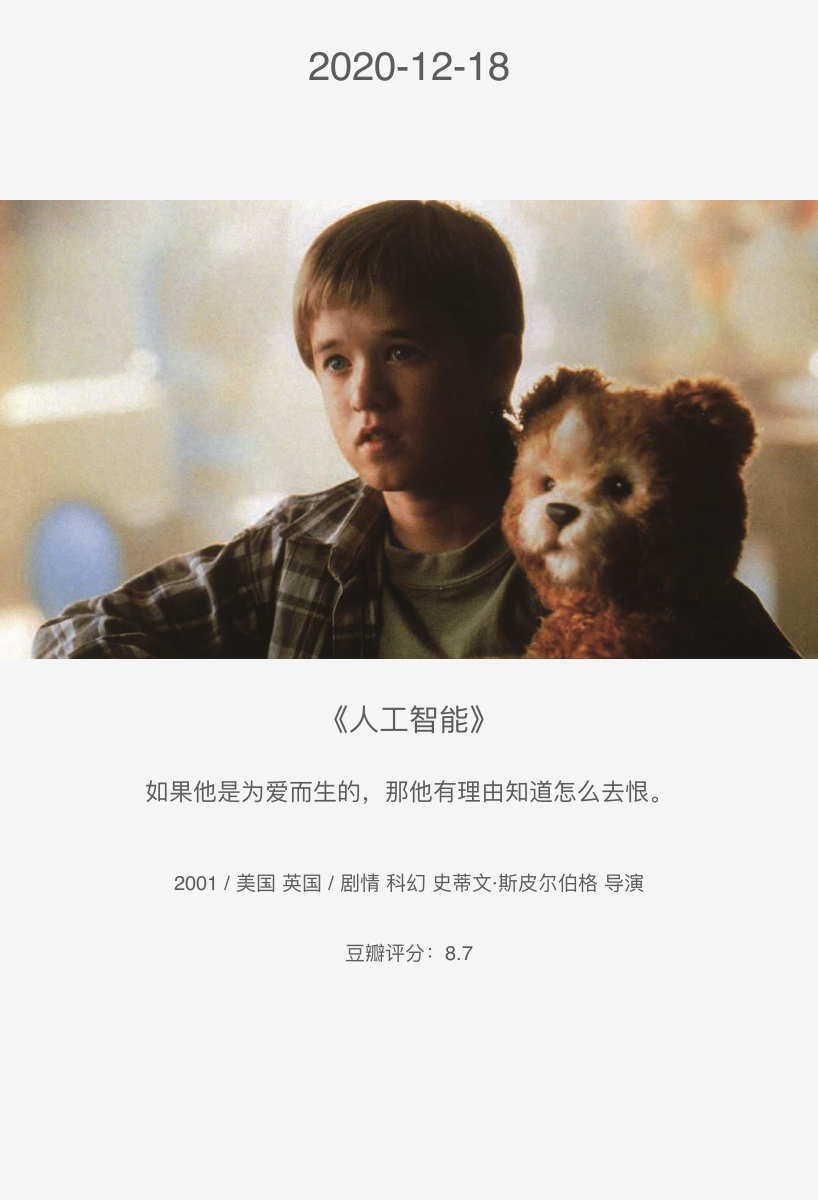 2020-12-18
《人工智能》
如果他是为爱而生的，那他有理由知道怎么去恨。
2001 / 美国 英国 / 剧情 科幻 史蒂文·斯皮尔伯格 导演
豆瓣评分：8.7